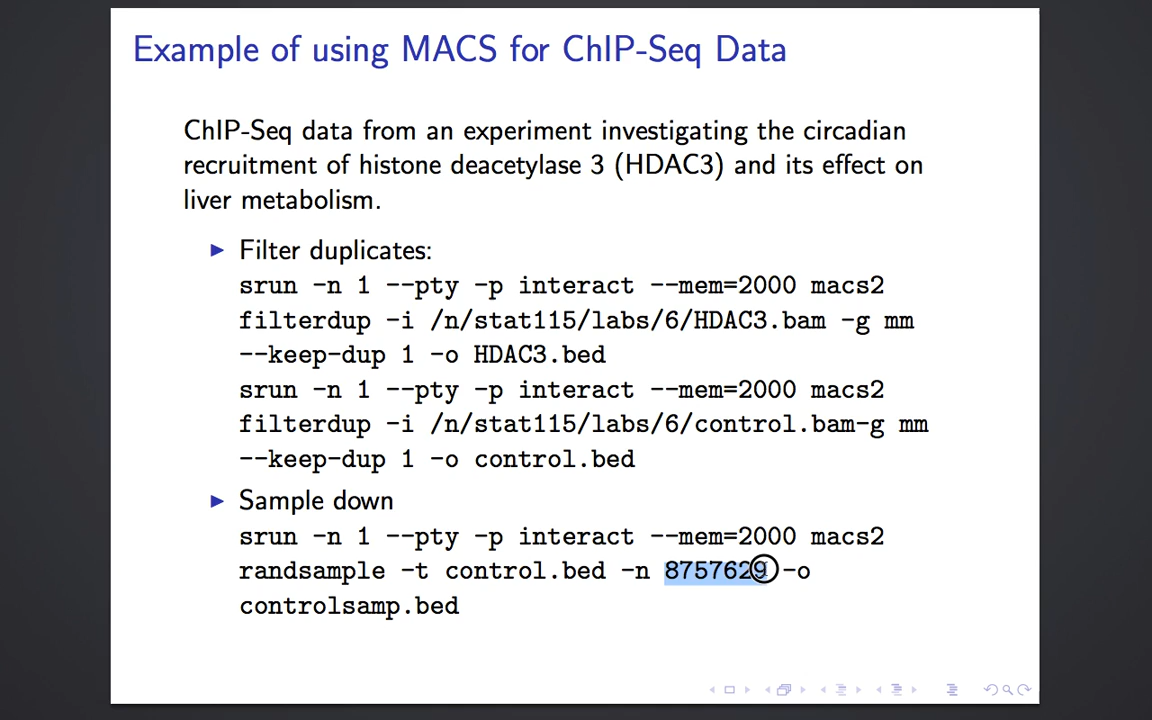 Example of using MACS for ChIP-Seq Data
ChIP-Seq data from an experiment investigating the circadian
recruitment of histone deacetylase 3 (HDAC3) and its effect on
liver metabolism.
Filter duplicates:
srun -n 1 --pty -p interact --mem=2000 macs2
filterdup -i /n/stat115/labs/6/HDAC3.bam -g mm
--keep-dup 1 -o HDAC3.bed
srun -n 1 --pty -p interact --mem=2000 macs2
filterdup -i /n/stat115/labs/6/control.bam-g mm
--keep-dup 1 -o control.bed
Sample down
srun -n 1 --pty -p interact --mem=2000 macs2
randsample -t control.bed -n 8757629 -o
controlsamp.bed